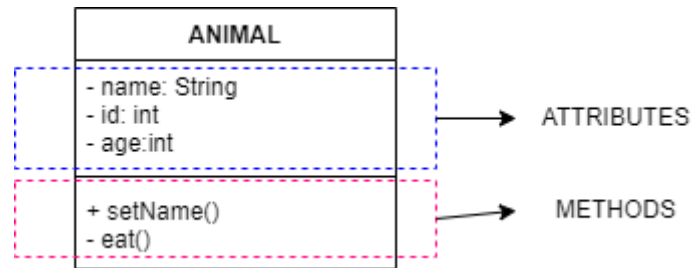 ANIMAL
- name: String
- id: int
- age:int
ATTRIBUTES
+ setName()
- eat()
METHODS